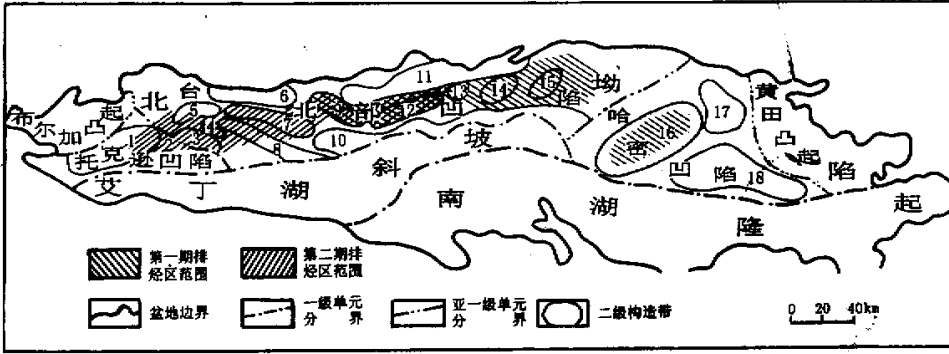 布尔加凸起
北部坳陷
台北凹陷
托克逊凹陷
艾丁湖斜坡
南湖隆起
哈密凹陷
黄田凸起
1
5
6
7
8
10
11
12
13
14
15
16
17
18
第一期排
烃区范围
第二期排
烃区范围
盆地边界
一级单元
分 界
亚一级单元
分 界
二级构造带
0 20 40km